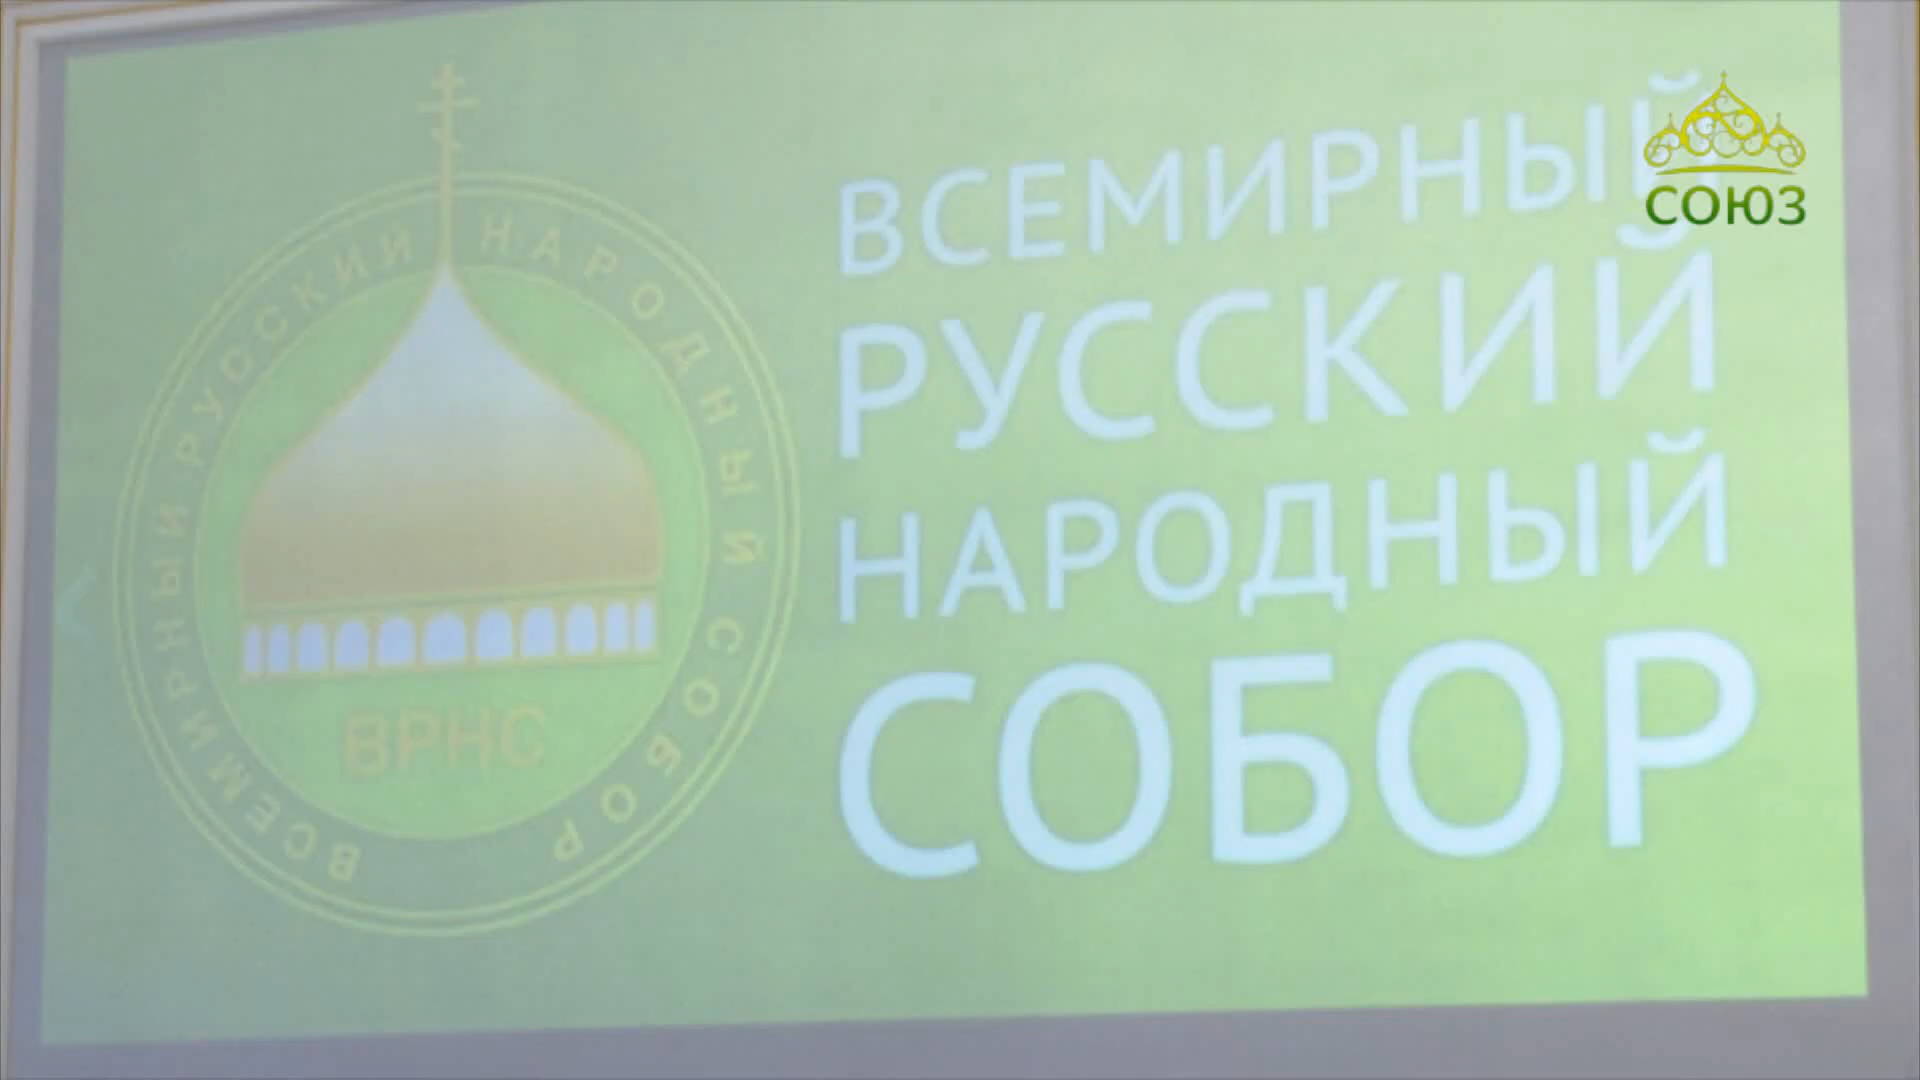 ВСЕМИРНЫЙ РУССКИЙ НАРОДНЫЙ СОБОР
ВРНС
ВСЕМИРНЫЙ
РУССКИЙ
НАРОДНЫЙ
СОБОР
СОЮЗ